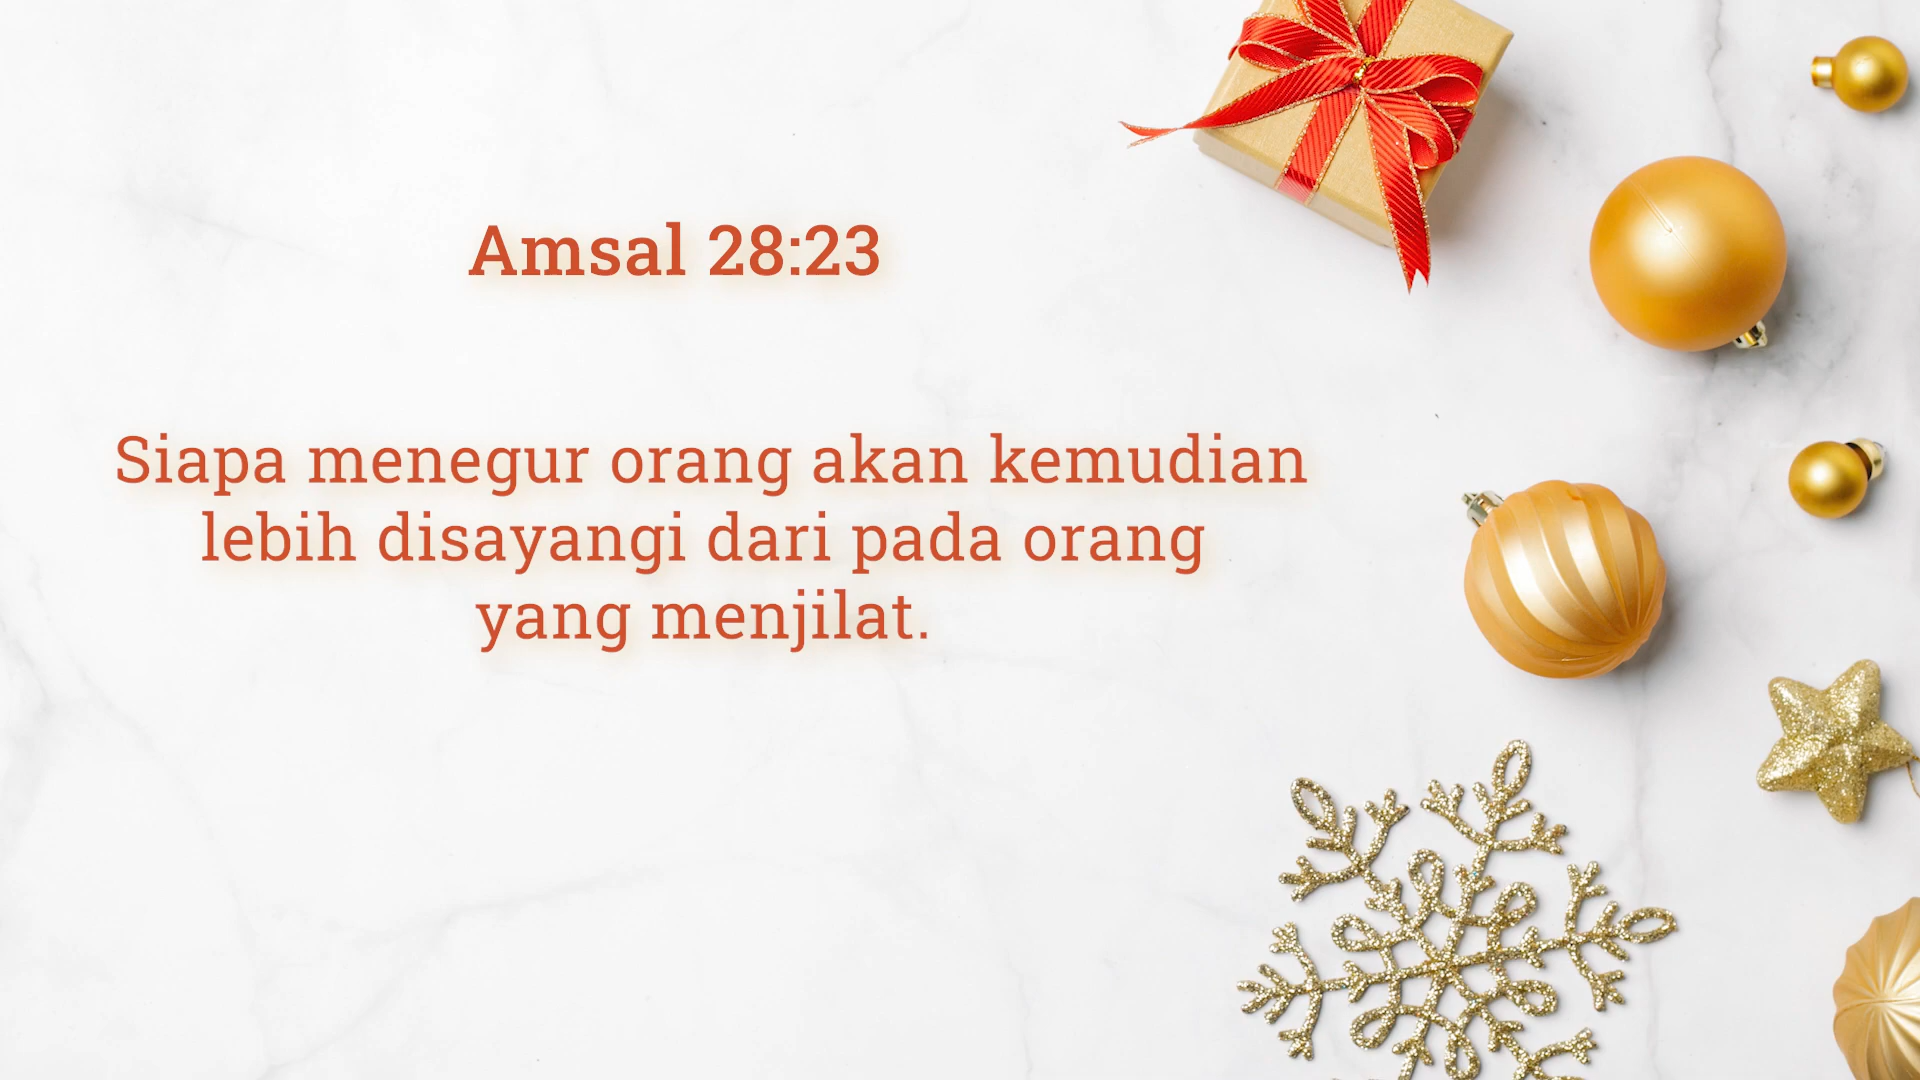 Amsal 28:23
Siapa menegur orang akan kemudian
lebih disayangi dari pada orang
yang menjilat.